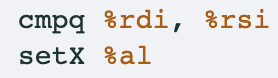 cmpq %rdi, %rsi
setX %al